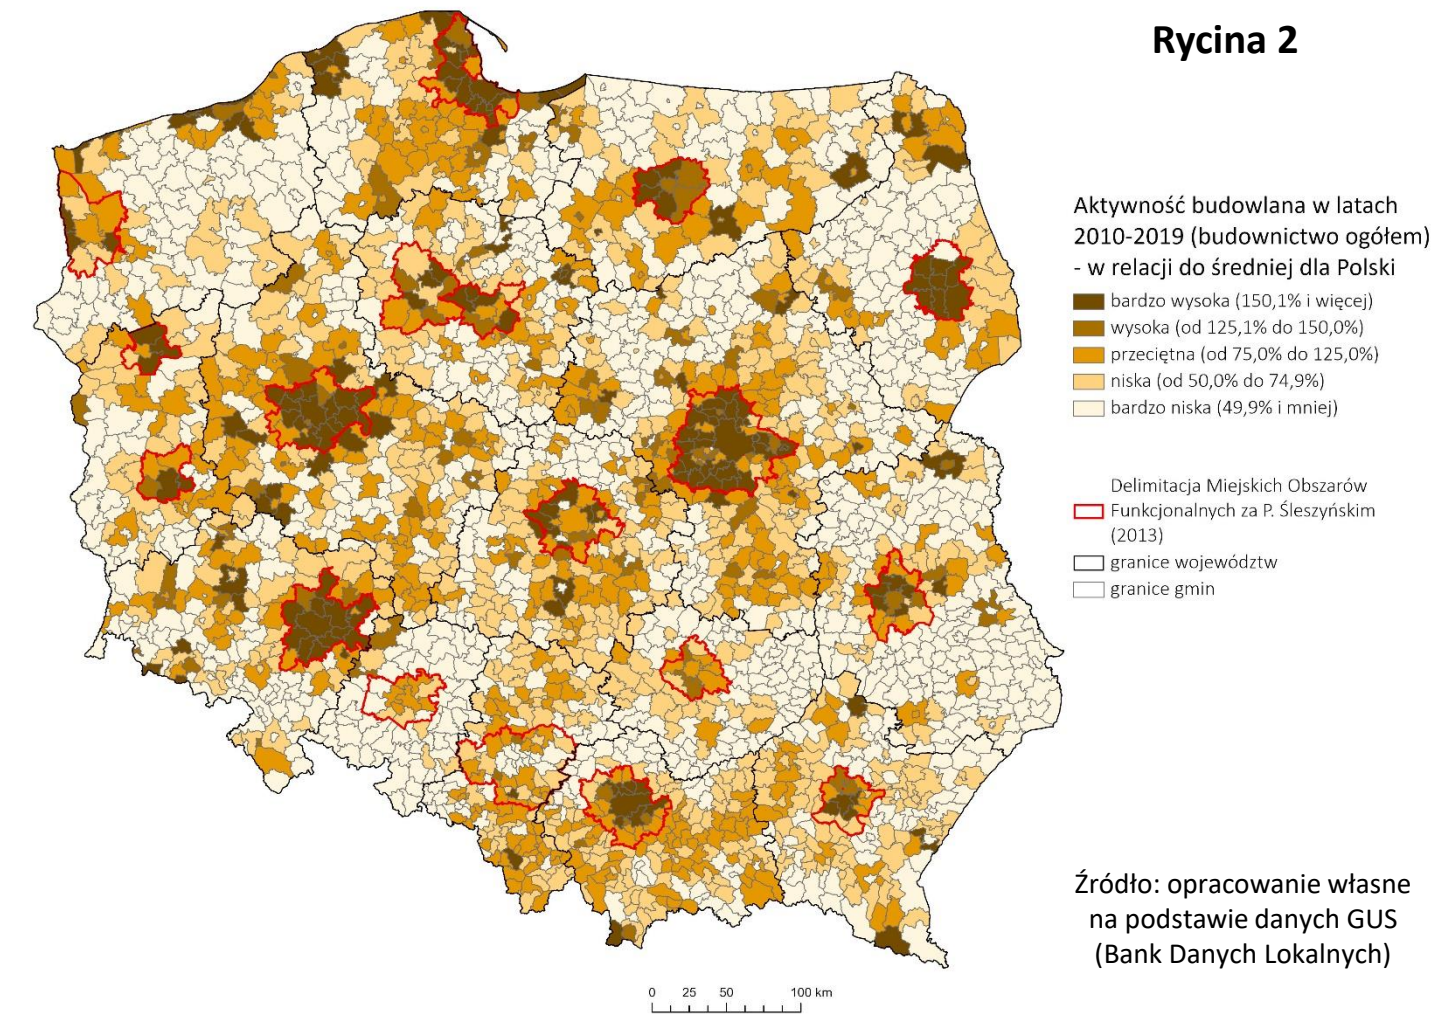 Rycina 2
Aktywność budowlana w latach
2010-2019 (budownictwo ogółem)
- w relacji do średniej dla Polski
bardzo wysoka (150,1% i więcej)
wysoka (od 125,1% do 150,0%)
przeciętna (od 75,0% do 125,0%)
niska (od 50,0% do 74,9%)
bardzo niska (49,9% i mniej)
Delimitacja Miejskich Obszarów
Funkcjonalnych za P. Śleszyńskim
(2013)
granice województw
granice gmin
Źródło: opracowanie własne
na podstawie danych GUS
(Bank Danych Lokalnych)
0 25 50 100 km